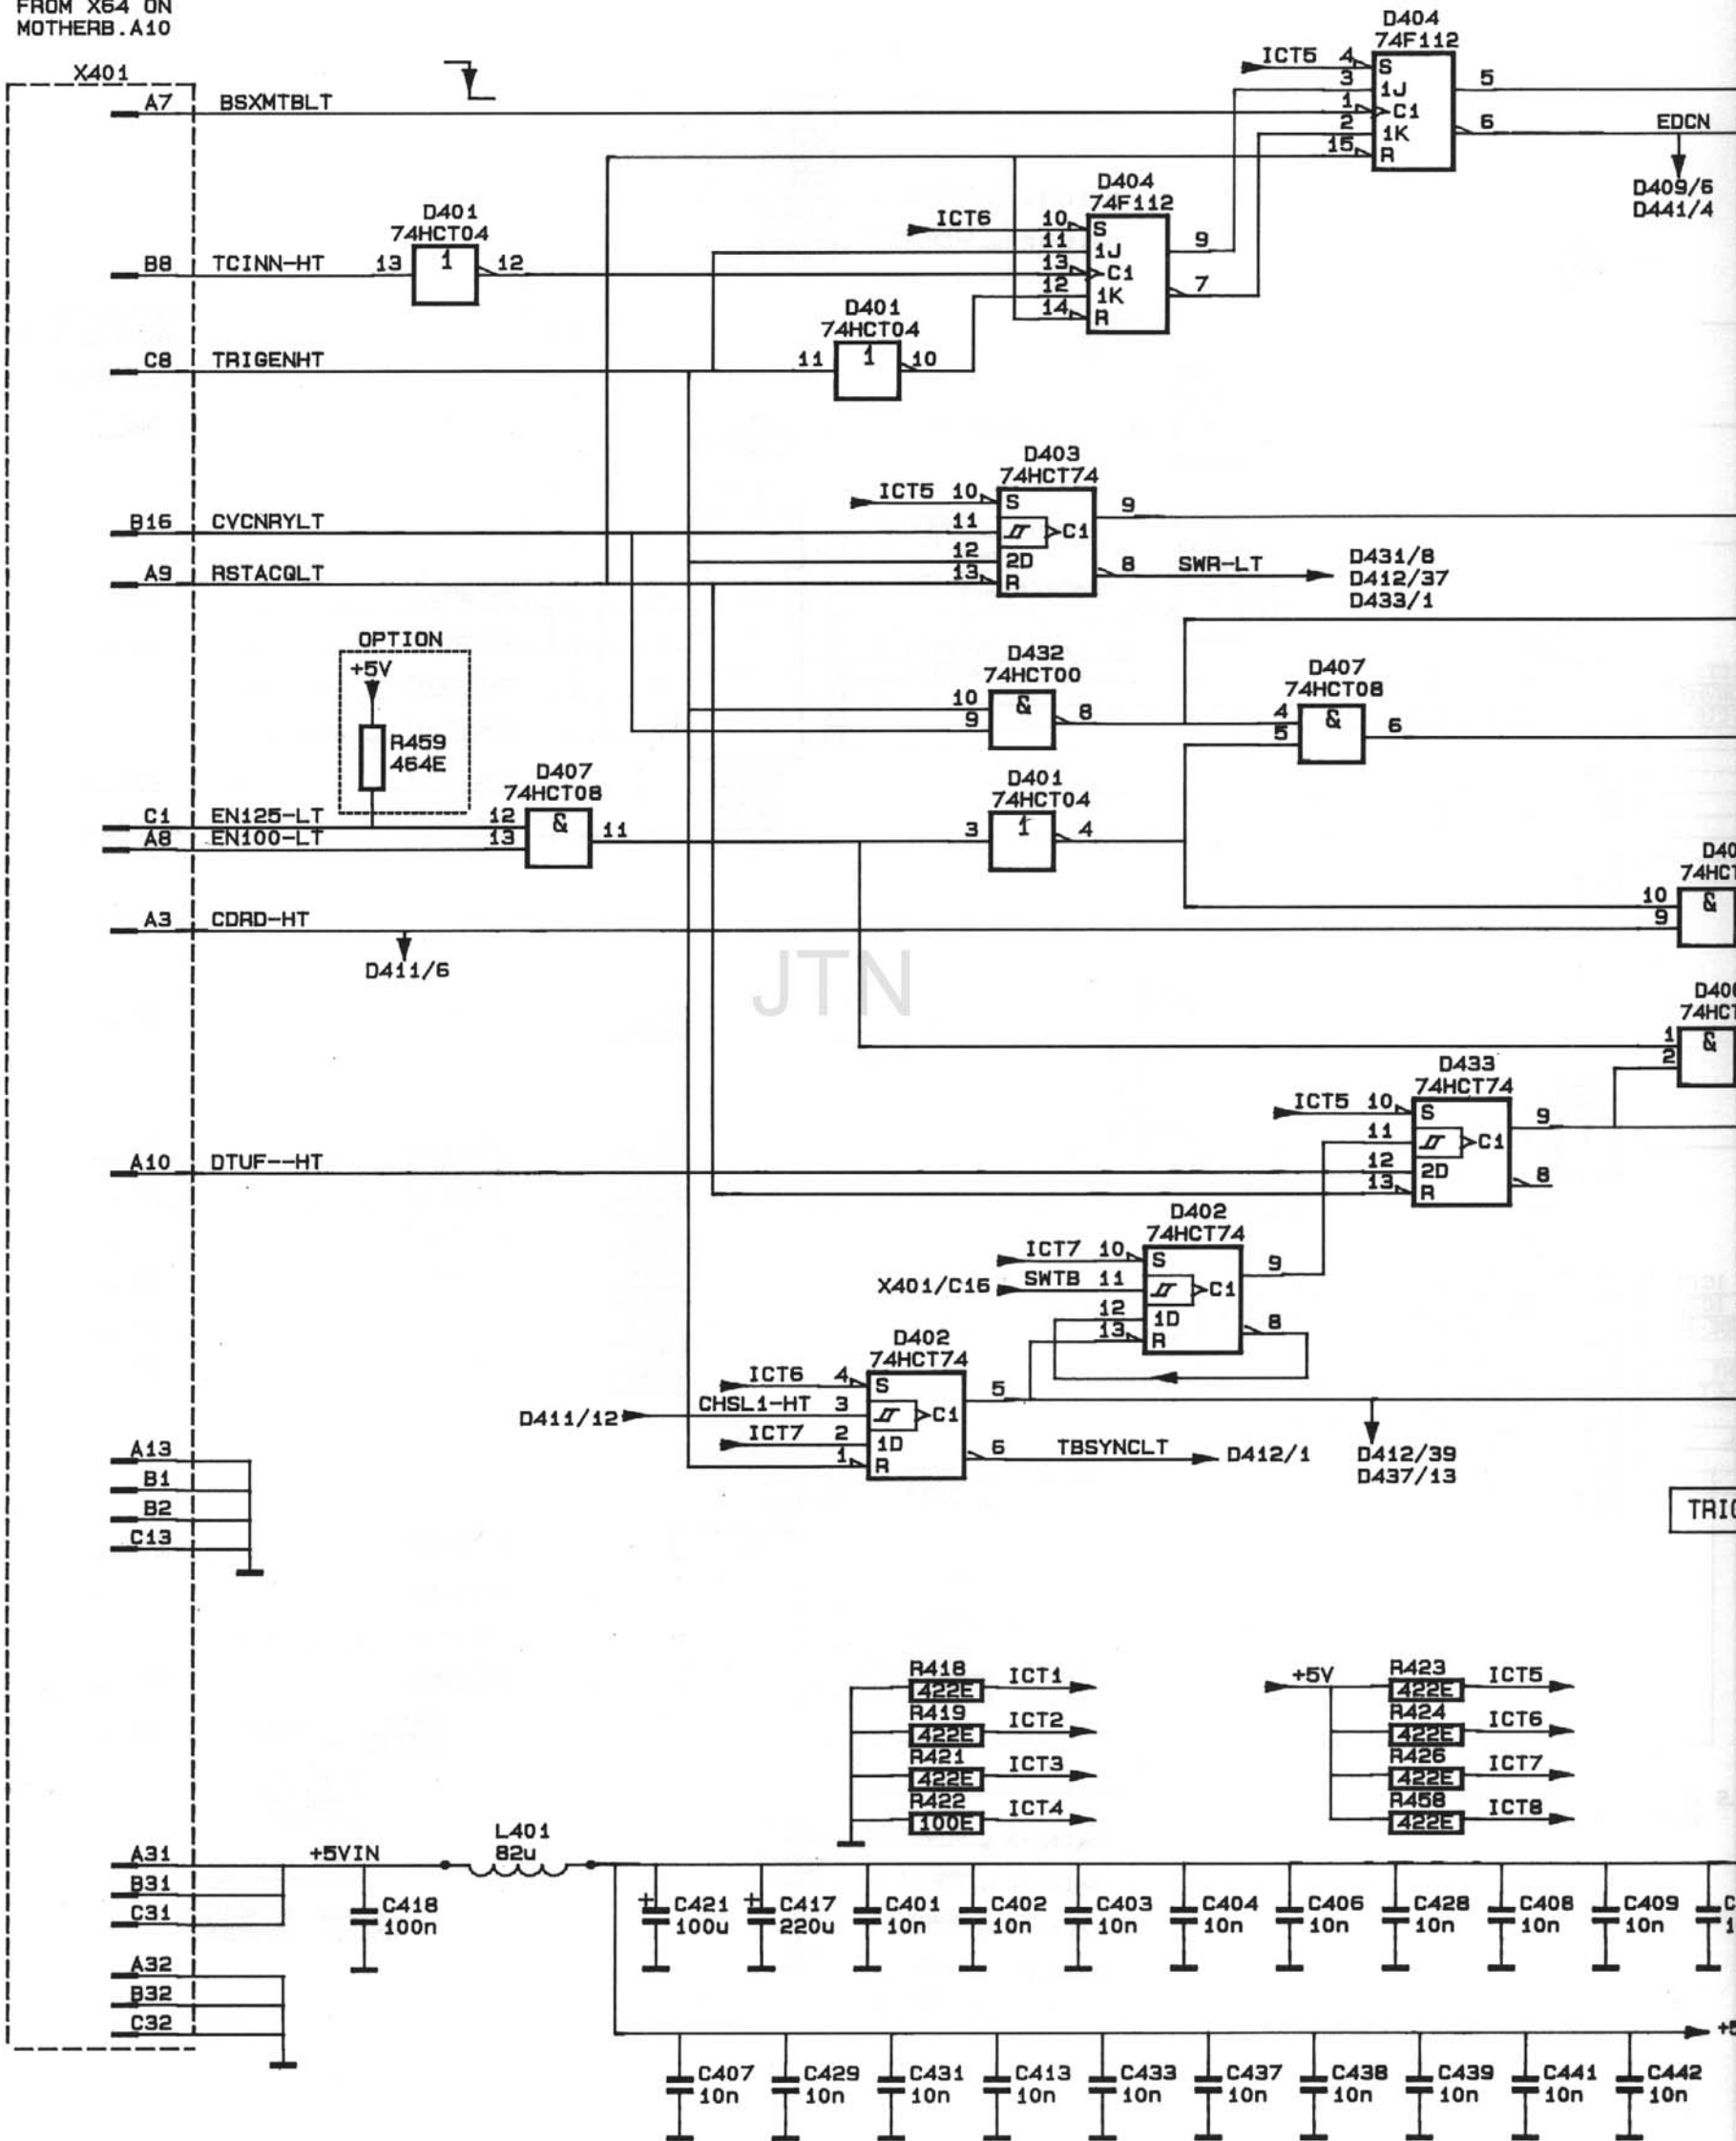 FROM X64 ON
MOTHERB.A10
X401
A7 BSXMTBLT
D404
74F112
ICT5 4 S
3 1J
1 C1
2 1K
15 R
5
6
EDCN
D409/6
D441/4
D404
74F112
ICT6 10 S
11 1J
13 C1
12 1K
14 R
9
7
D401
74HCT04
B8 TCINN-HT 13 1 12
D401
74HCT04
C8 TRIGENHT 11 1 10
D403
74HCT74
ICT5 10 S
B16 CVCNRYLT 11 C1
12 2D
A9 RSTACQLT 13 R
9
8 SWR-LT
D431/8
D412/37
D433/1
OPTION
+5V
R459
464E
D432
74HCT00
10 & 8
9
D407
74HCT08
4 & 6
5
D407
74HCT08
C1 EN125-LT 12 & 11
A8 EN100-LT 13
D401
74HCT04
3 1 4
10 &
9
A3 CDRD-HT
D411/6
JTN
1 &
2
D433
74HCT74
ICT5 10 S
11 C1
A10 DTUF--HT 12 2D
13 R
9
8
D402
74HCT74
ICT7 10 S
X401/C16 SWTB 11 C1
12 1D
13 R
9
8
D402
74HCT74
ICT6 4 S
D411/12 CHSL1-HT 3 C1
ICT7 2 1D
1 R
5
6 TBSYNCLT D412/1
D412/39
D437/13
A13
B1
B2
C13
R418
422E ICT1
R419
422E ICT2
R421
422E ICT3
R422
100E ICT4
+5V
R423
422E ICT5
R424
422E ICT6
R426
422E ICT7
R458
422E ICT8
A31 +5VIN
B31
C31
A32
B32
C32
L401
82u
C418
100n
+ C421
100u
+ C417
220u
C401
10n
C402
10n
C403
10n
C404
10n
C406
10n
C428
10n
C408
10n
C409
10n
C407
10n
C429
10n
C431
10n
C413
10n
C433
10n
C437
10n
C438
10n
C439
10n
C441
10n
C442
10n